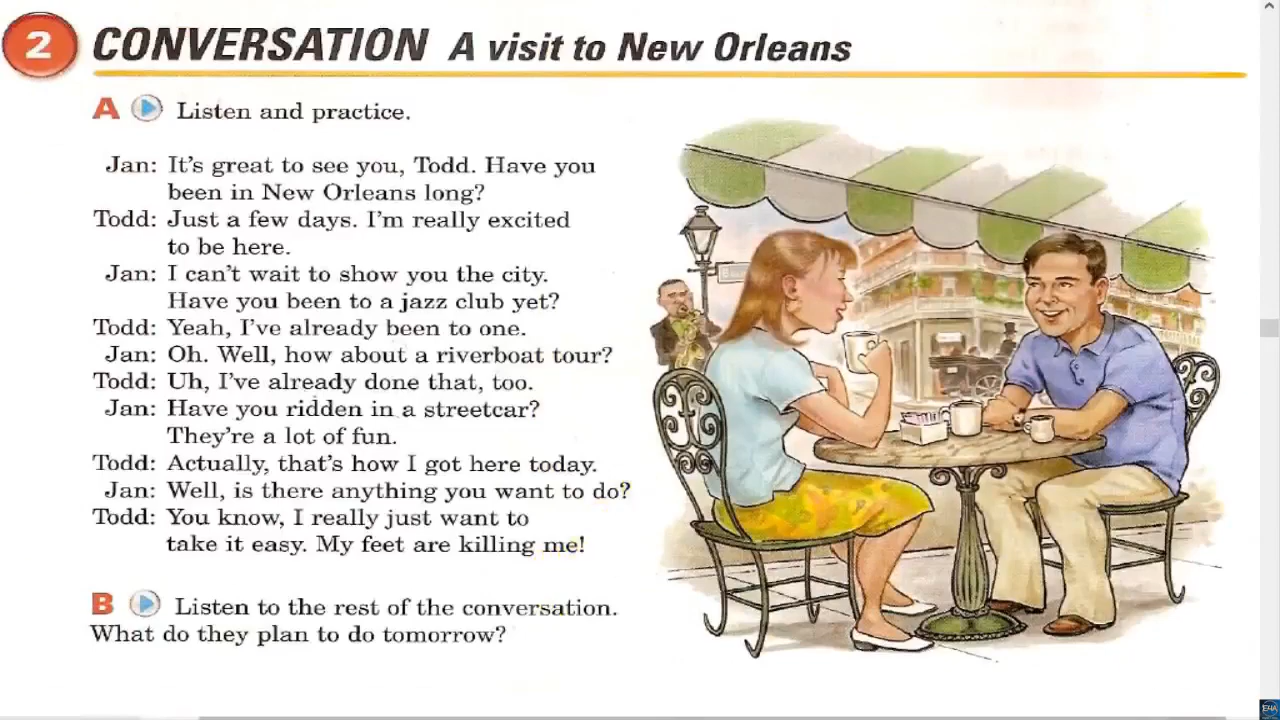 2 CONVERSATION A visit to New Orleans
A Listen and practice.
Jan: It's great to see you, Todd. Have you
been in New Orleans long?
Todd: Just a few days. I'm really excited
to be here.
Jan: I can't wait to show you the city.
Have you been to a jazz club yet?
Todd: Yeah, I've already been to one.
Jan: Oh. Well, how about a riverboat tour?
Todd: Uh, I've already done that, too.
Jan: Have you ridden in a streetcar?
They're a lot of fun.
Todd: Actually, that's how I got here today.
Jan: Well, is there anything you want to do?
Todd: You know, I really just want to
take it easy. My feet are killing me!
B Listen to the rest of the conversation.
What do they plan to do tomorrow?